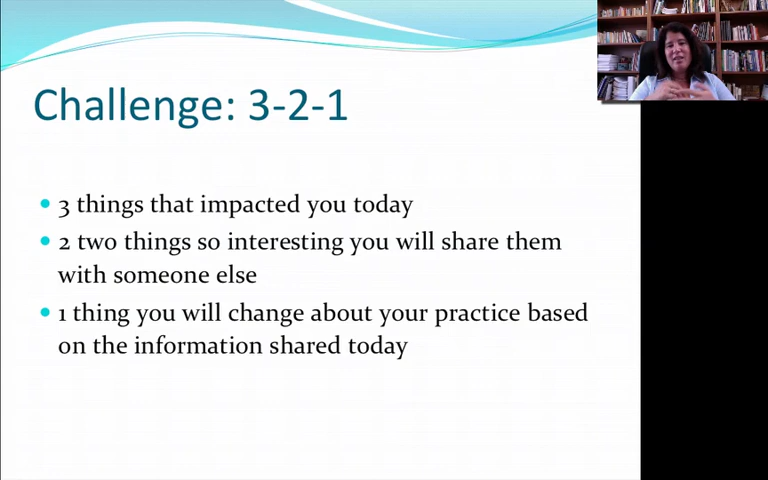 Challenge: 3-2-1
3 things that impacted you today
2 two things so interesting you will share them
with someone else
1 thing you will change about your practice based
on the information shared today